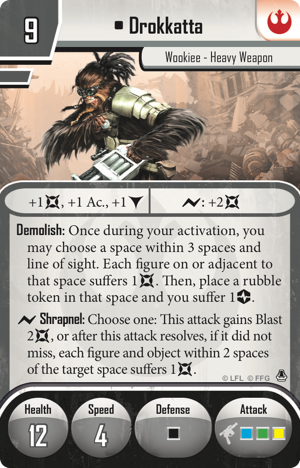 9
Drokkatta
Wookiee - Heavy Weapon
+1, +1 Ac., +1
: +2
Demolish: Once during your activation, you
may choose a space within 3 spaces and
line of sight. Each figure on or adjacent to
that space suffers 1. Then, place a rubble
token in that space and you suffer 1.
Shrapnel: Choose one: This attack gains Blast
2, or after this attack resolves, if it did not
miss, each figure and object within 2 spaces
of the target space suffers 1.
© LFL © FFG
Health Speed Defense Attack
12 4